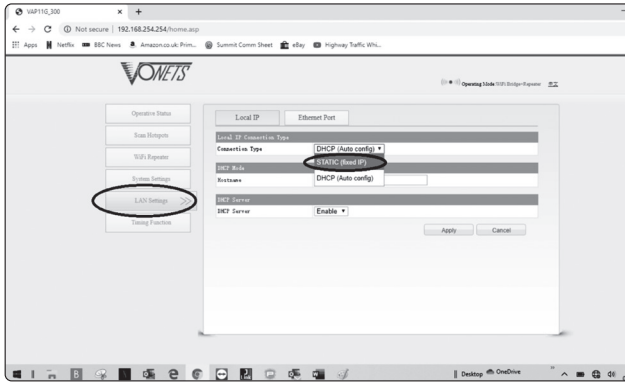 VAP11G_300
Not secure | 192.168.254.254/home.asp
Apps Netflix BBC News Amazon.co.uk: Prim... Summit Comm Sheet eBay Highway Traffic Whi...
VONETS
Operating Mode:WiFi Bridge+Repeater 中文
Operative Status
Scan Hotspots
WiFi Repeater
System Settings
LAN Settings
Timing Function
Local IP Ethernet Port
Local IP Connection Type
Connection Type DHCP (Auto config)
STATIC (fixed IP)
DHCP (Auto config)
DHCP Mode
Hostname
DHCP Server
DHCP Server Enable
Apply Cancel
Desktop OneDrive